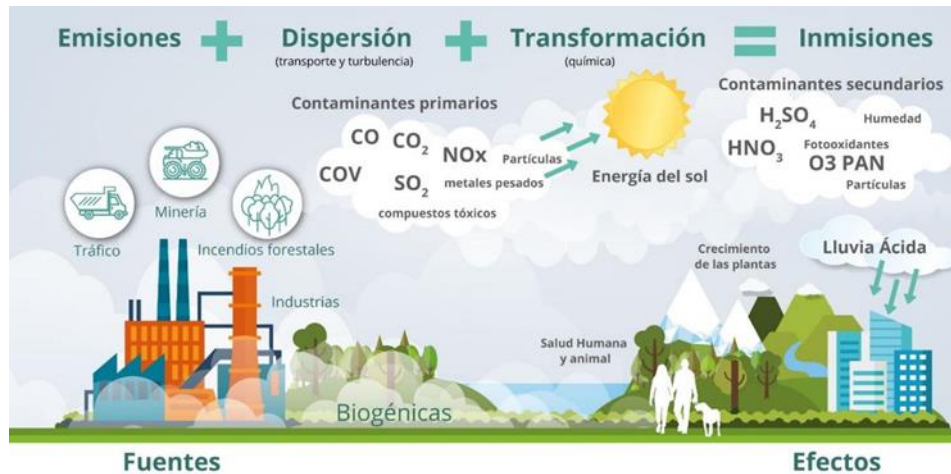 Emisiones + Dispersión + Transformación = Inmisiones
(transporte y turbulencia)
(química)
Contaminantes primarios
CO CO₂ NOx Partículas
COV SO₂ metales pesados
compuestos tóxicos
Energía del sol
Contaminantes secundarios
H₂SO₄ Humedad
HNO₃ Fotooxidantes
O3 PAN
Partículas
Tráfico
Minería
Incendios forestales
Industrias
Biogénicas
Salud Humana
y animal
Crecimiento
de las plantas
Lluvia Ácida
Fuentes
Efectos